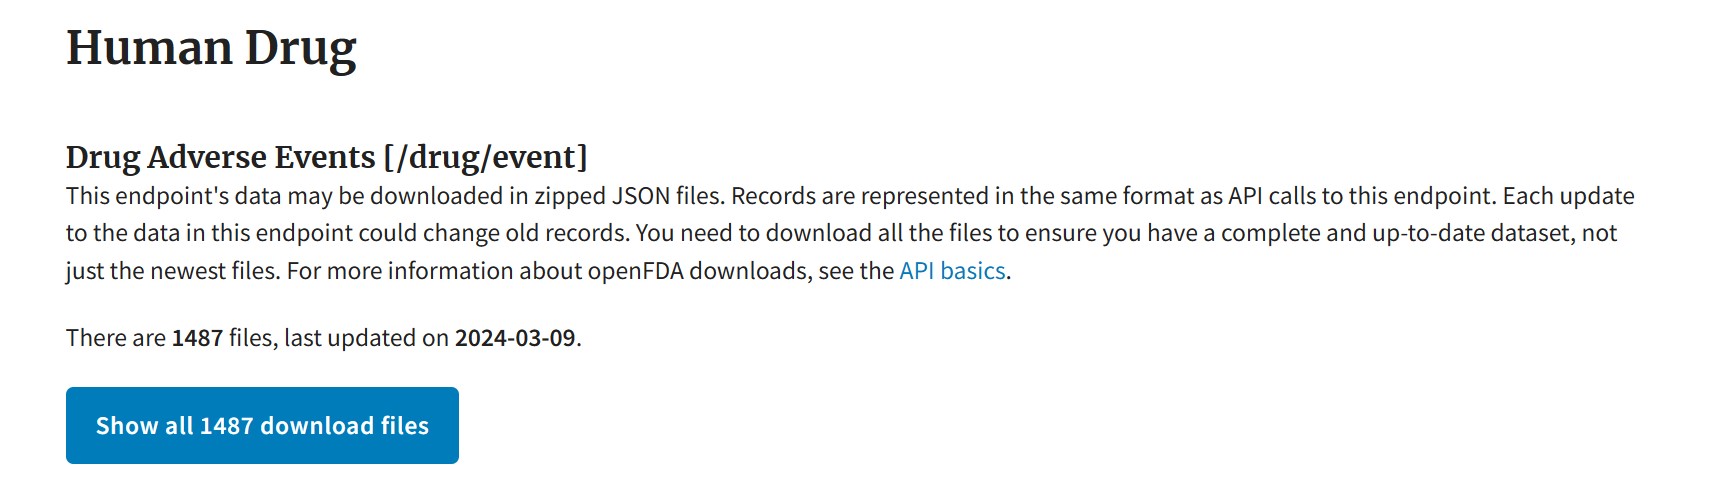 Human Drug
Drug Adverse Events [/drug/event]
This endpoint's data may be downloaded in zipped JSON files. Records are represented in the same format as API calls to this endpoint. Each update
to the data in this endpoint could change old records. You need to download all the files to ensure you have a complete and up-to-date dataset, not
just the newest files. For more information about openFDA downloads, see the API basics.
There are 1487 files, last updated on 2024-03-09.
Show all 1487 download files